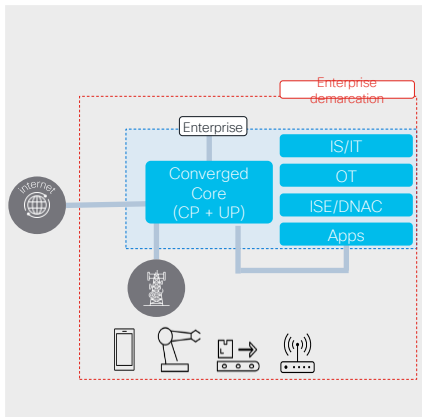 Enterprise
demarcation
Enterprise
IS/IT
Converged
Core
(CP + UP)
OT
ISE/DNAC
Apps
Internet